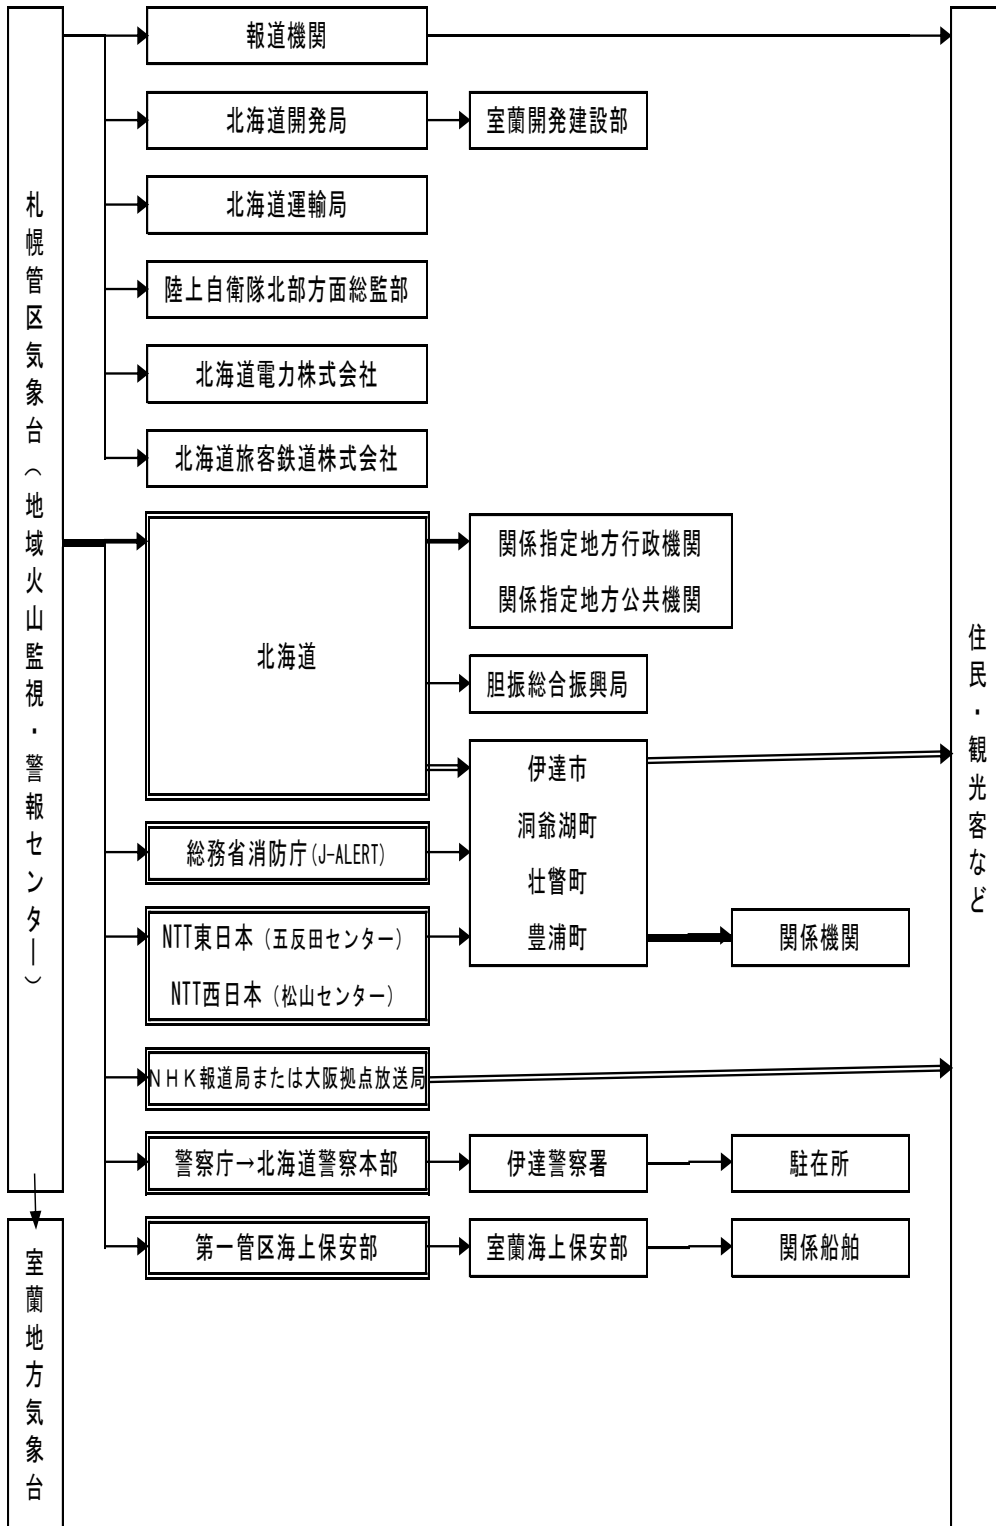 札幌管区気象台（地域火山監視・警報センター）
室蘭地方気象台
報道機関
北海道開発局
室蘭開発建設部
北海道運輸局
陸上自衛隊北部方面総監部
北海道電力株式会社
北海道旅客鉄道株式会社
北海道
関係指定地方行政機関
関係指定地方公共機関
胆振総合振興局
伊達市
洞爺湖町
壮瞥町
豊浦町
総務省消防庁(J-ALERT)
NTT東日本（五反田センター）
NTT西日本（松山センター）
関係機関
ＮＨＫ報道局または大阪拠点放送局
警察庁→北海道警察本部
伊達警察署
駐在所
第一管区海上保安部
室蘭海上保安部
関係船舶
住民・観光客など